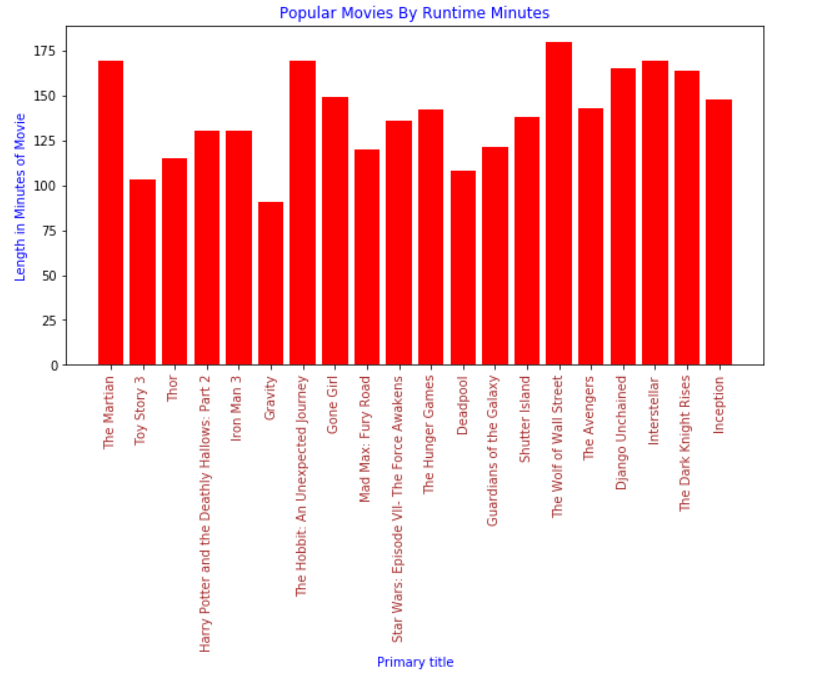 Popular Movies By Runtime Minutes
Length in Minutes of Movie
175
150
125
100
75
50
25
0
The Martian
Toy Story 3
Thor
Harry Potter and the Deathly Hallows: Part 2
Iron Man 3
Gravity
The Hobbit: An Unexpected Journey
Gone Girl
Mad Max: Fury Road
Star Wars: Episode VII- The Force Awakens
The Hunger Games
Deadpool
Guardians of the Galaxy
Shutter Island
The Wolf of Wall Street
The Avengers
Django Unchained
Interstellar
The Dark Knight Rises
Inception
Primary title